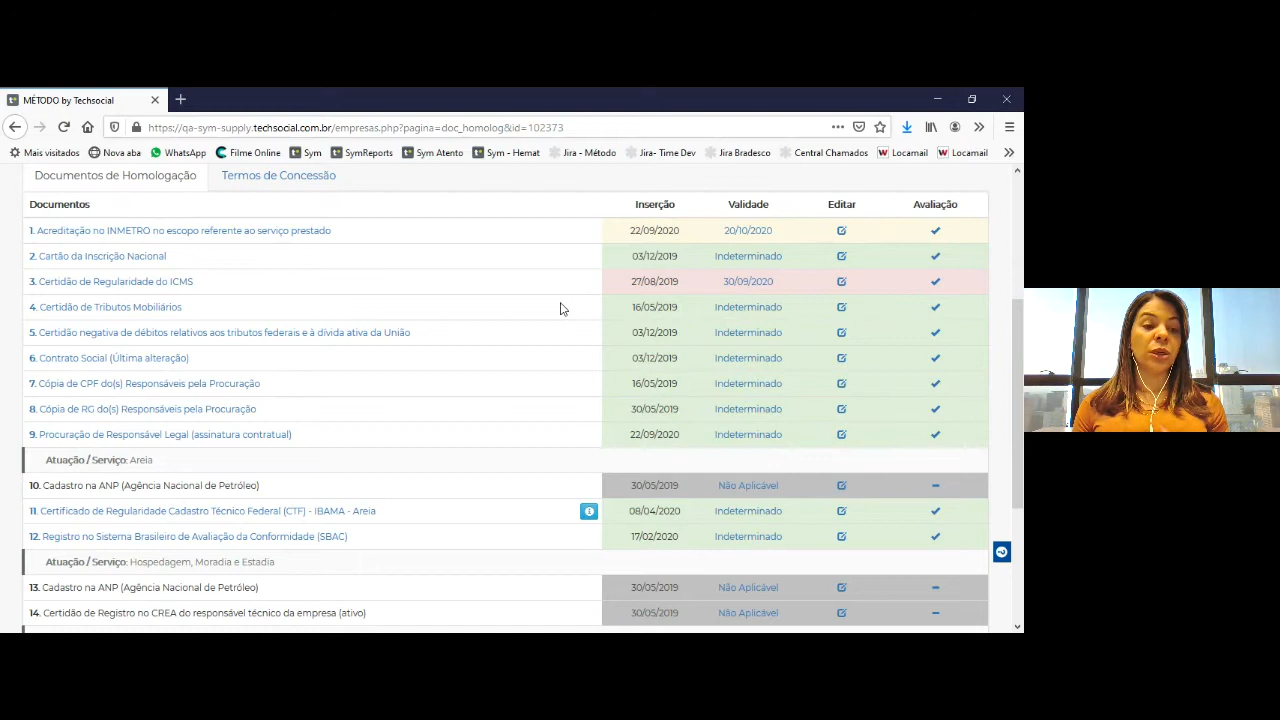 MÉTODO by Techsocial
https://qa-sym-supply.techsocial.com.br/empresas.php?pagina=doc_homolog&id=102373
Mais visitados Nova aba WhatsApp Filme Online Sym SymReports Sym Atento Sym - Hemat Jira - Método Jira- Time Dev Jira Bradesco Central Chamados Locamail Locamail
Documentos de Homologação Termos de Concessão
Documentos Inserção Validade Editar Avaliação
1. Acreditação no INMETRO no escopo referente ao serviço prestado 22/09/2020 20/10/2020
2. Cartão da Inscrição Nacional 03/12/2019 Indeterminado
3. Certidão de Regularidade do ICMS 27/08/2019 30/09/2020
4. Certidão de Tributos Mobiliários 16/05/2019 Indeterminado
5. Certidão negativa de débitos relativos aos tributos federais e à dívida ativa da União 03/12/2019 Indeterminado
6. Contrato Social (Última alteração) 03/12/2019 Indeterminado
7. Cópia de CPF do(s) Responsáveis pela Procuração 16/05/2019 Indeterminado
8. Cópia de RG do(s) Responsáveis pela Procuração 30/05/2019 Indeterminado
9. Procuração de Responsável Legal (assinatura contratual) 22/09/2020 Indeterminado
Atuação / Serviço: Areia
10. Cadastro na ANP (Agência Nacional de Petróleo) 30/05/2019 Não Aplicável
11. Certificado de Regularidade Cadastro Técnico Federal (CTF) - IBAMA - Areia 08/04/2020 Indeterminado
12. Registro no Sistema Brasileiro de Avaliação da Conformidade (SBAC) 17/02/2020 Indeterminado
Atuação / Serviço: Hospedagem, Moradia e Estadia
13. Cadastro na ANP (Agência Nacional de Petróleo) 30/05/2019 Não Aplicável
14. Certidão de Registro no CREA do responsável técnico da empresa (ativo) 30/05/2019 Não Aplicável